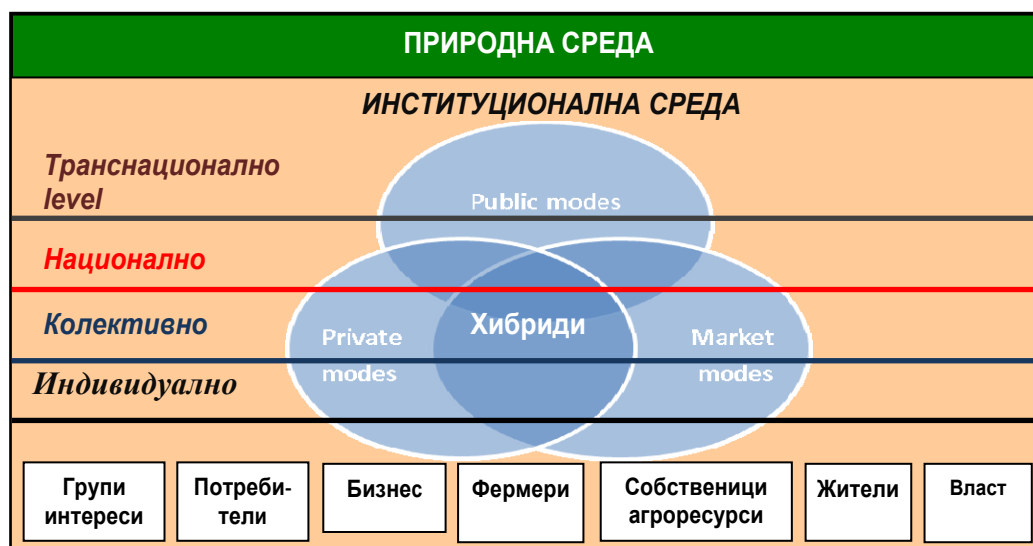 ПРИРОДНА СРЕДА
ИНСТИТУЦИОНАЛНА СРЕДА
Транснационално
level
Public modes
Национално
Колективно
Private
modes
Хибриди
Market
modes
Индивидуално
Групи
интереси
Потреби-
тели
Бизнес
Фермери
Собственици
агроресурси
Жители
Власт